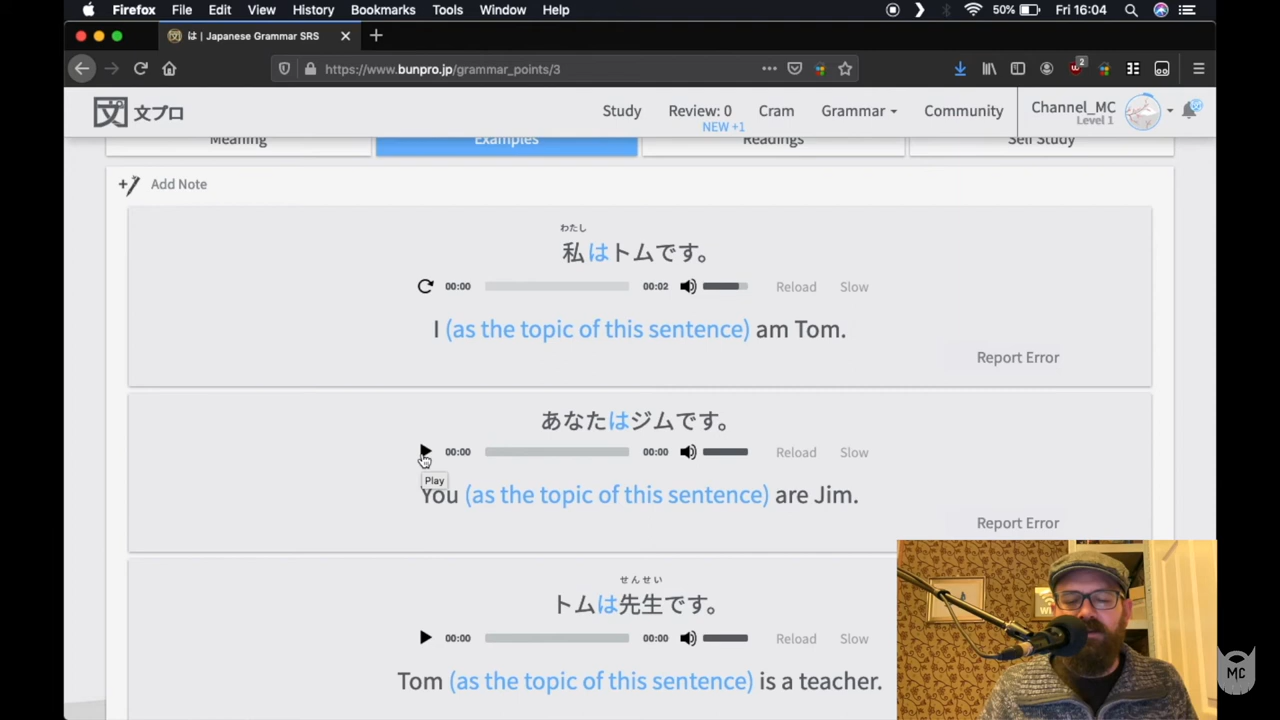 Firefox File Edit View History Bookmarks Tools Window Help 50% Fri 16:04
は | Japanese Grammar SRS
https://www.bunpro.jp/grammar_points/3 2
文 文プロ Study Review: 0 Cram Grammar Community Channel_MC
NEW +1 Level 1
Meaning Examples Readings Self Study
Add Note
わたし
私はトムです。
00:00 00:02 Reload Slow
I (as the topic of this sentence) am Tom.
Report Error
あなたはジムです。
00:00 00:00 Reload Slow
Play
You (as the topic of this sentence) are Jim.
Report Error
せんせい
トムは先生です。
00:00 00:00 Reload Slow
Tom (as the topic of this sentence) is a teacher.
MC